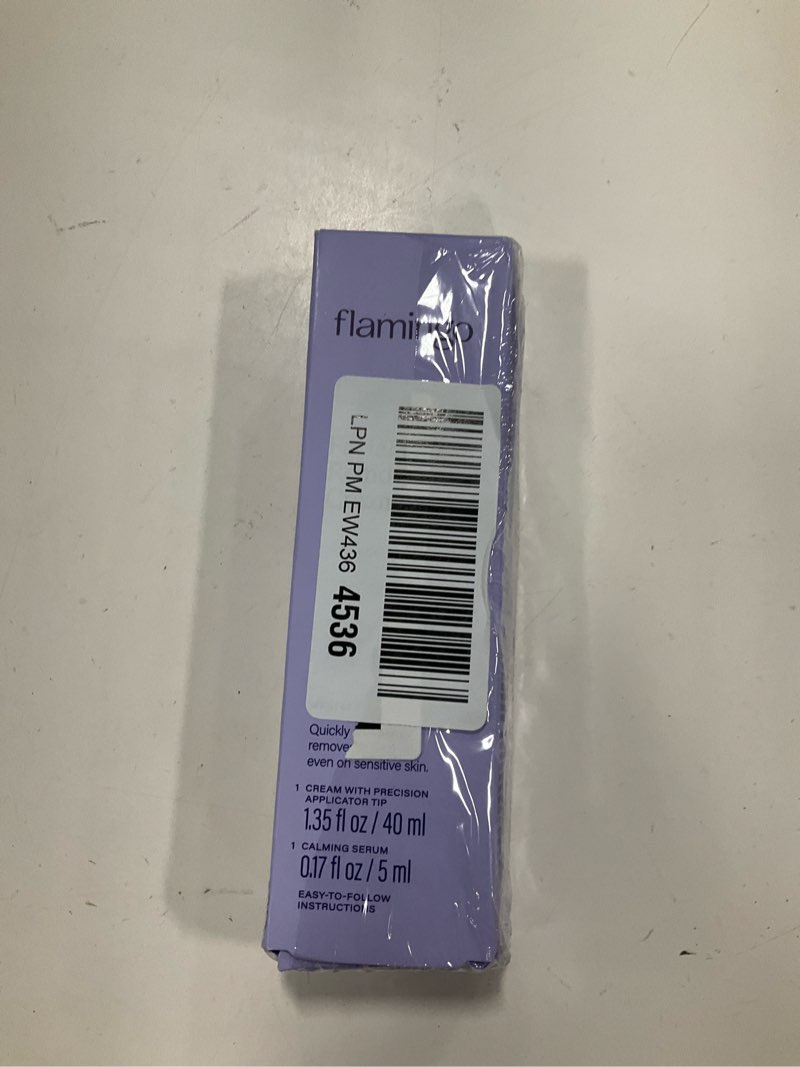 flamingo
LPN PM EW436 4536
Quickly
remove
even on sensitive skin.
1 CREAM WITH PRECISION
APPLICATOR TIP
1.35 fl oz / 40 ml
1 CALMING SERUM
0.17 fl oz / 5 ml
EASY-TO-FOLLOW
INSTRUCTIONS